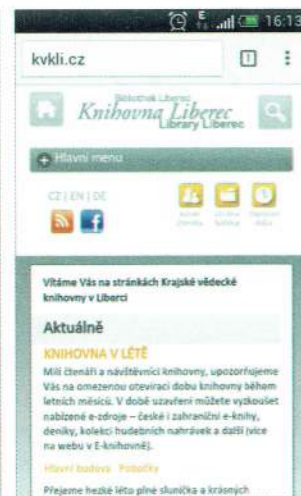 E 16:13
kvkli.cz
Bibliothek Liberec
Knihovna Liberec
Library Liberec
Hlavní menu
CZ | EN | DE
Vítáme Vás na stránkách Krajské vědecké
knihovny v Liberci
Aktuálně
KNIHOVNA V LÉTĚ
Milí čtenáři a návštěvníci knihovny, upozorňujeme
Vás na omezenou otevírací dobu knihovny během
letních měsíců. V době uzavření můžete vyzkoušet
nabízené e-zdroje – české i zahraniční e-knihy,
deníky, kolekci hudebních nahrávek a další (více
na webu v E-knihovně).
Hlavní budova Pobočky
Přejeme hezké léto plné sluníčka a krásných